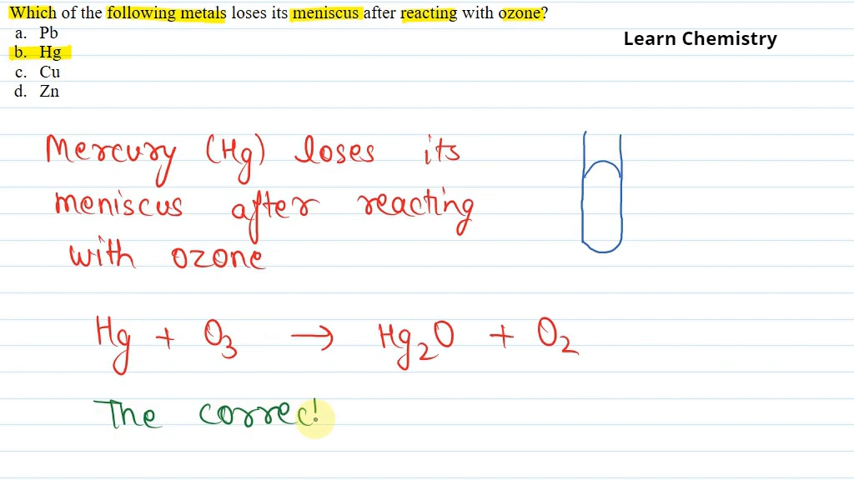 Which of the following metals loses its meniscus after reacting with ozone?
a. Pb
Learn Chemistry
b. Hg
c. Cu
d. Zn
Mercury (Hg) loses its
meniscus after reacting
with ozone
Hg + O₃ → Hg₂O + O₂
The correc